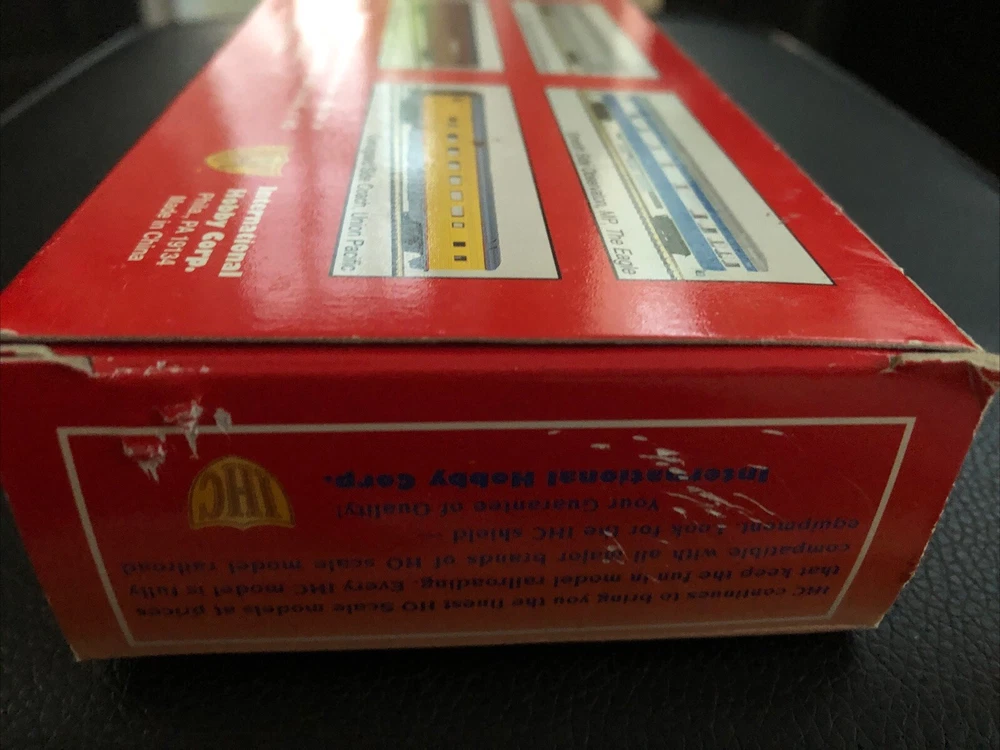 International
Hobby Corp.
Phila, PA 19134
Made in China
Coach, Union Pacific
Observation, MP The Eagle
IHC continues to bring you the finest HO Scale models at prices
that keep the fun in model railroading. Every IHC model is fully
compatible with all major brands of HO scale model railroad
equipment. Look for the IHC shield —
Your Guarantee of Quality!
International Hobby Corp.
IHC